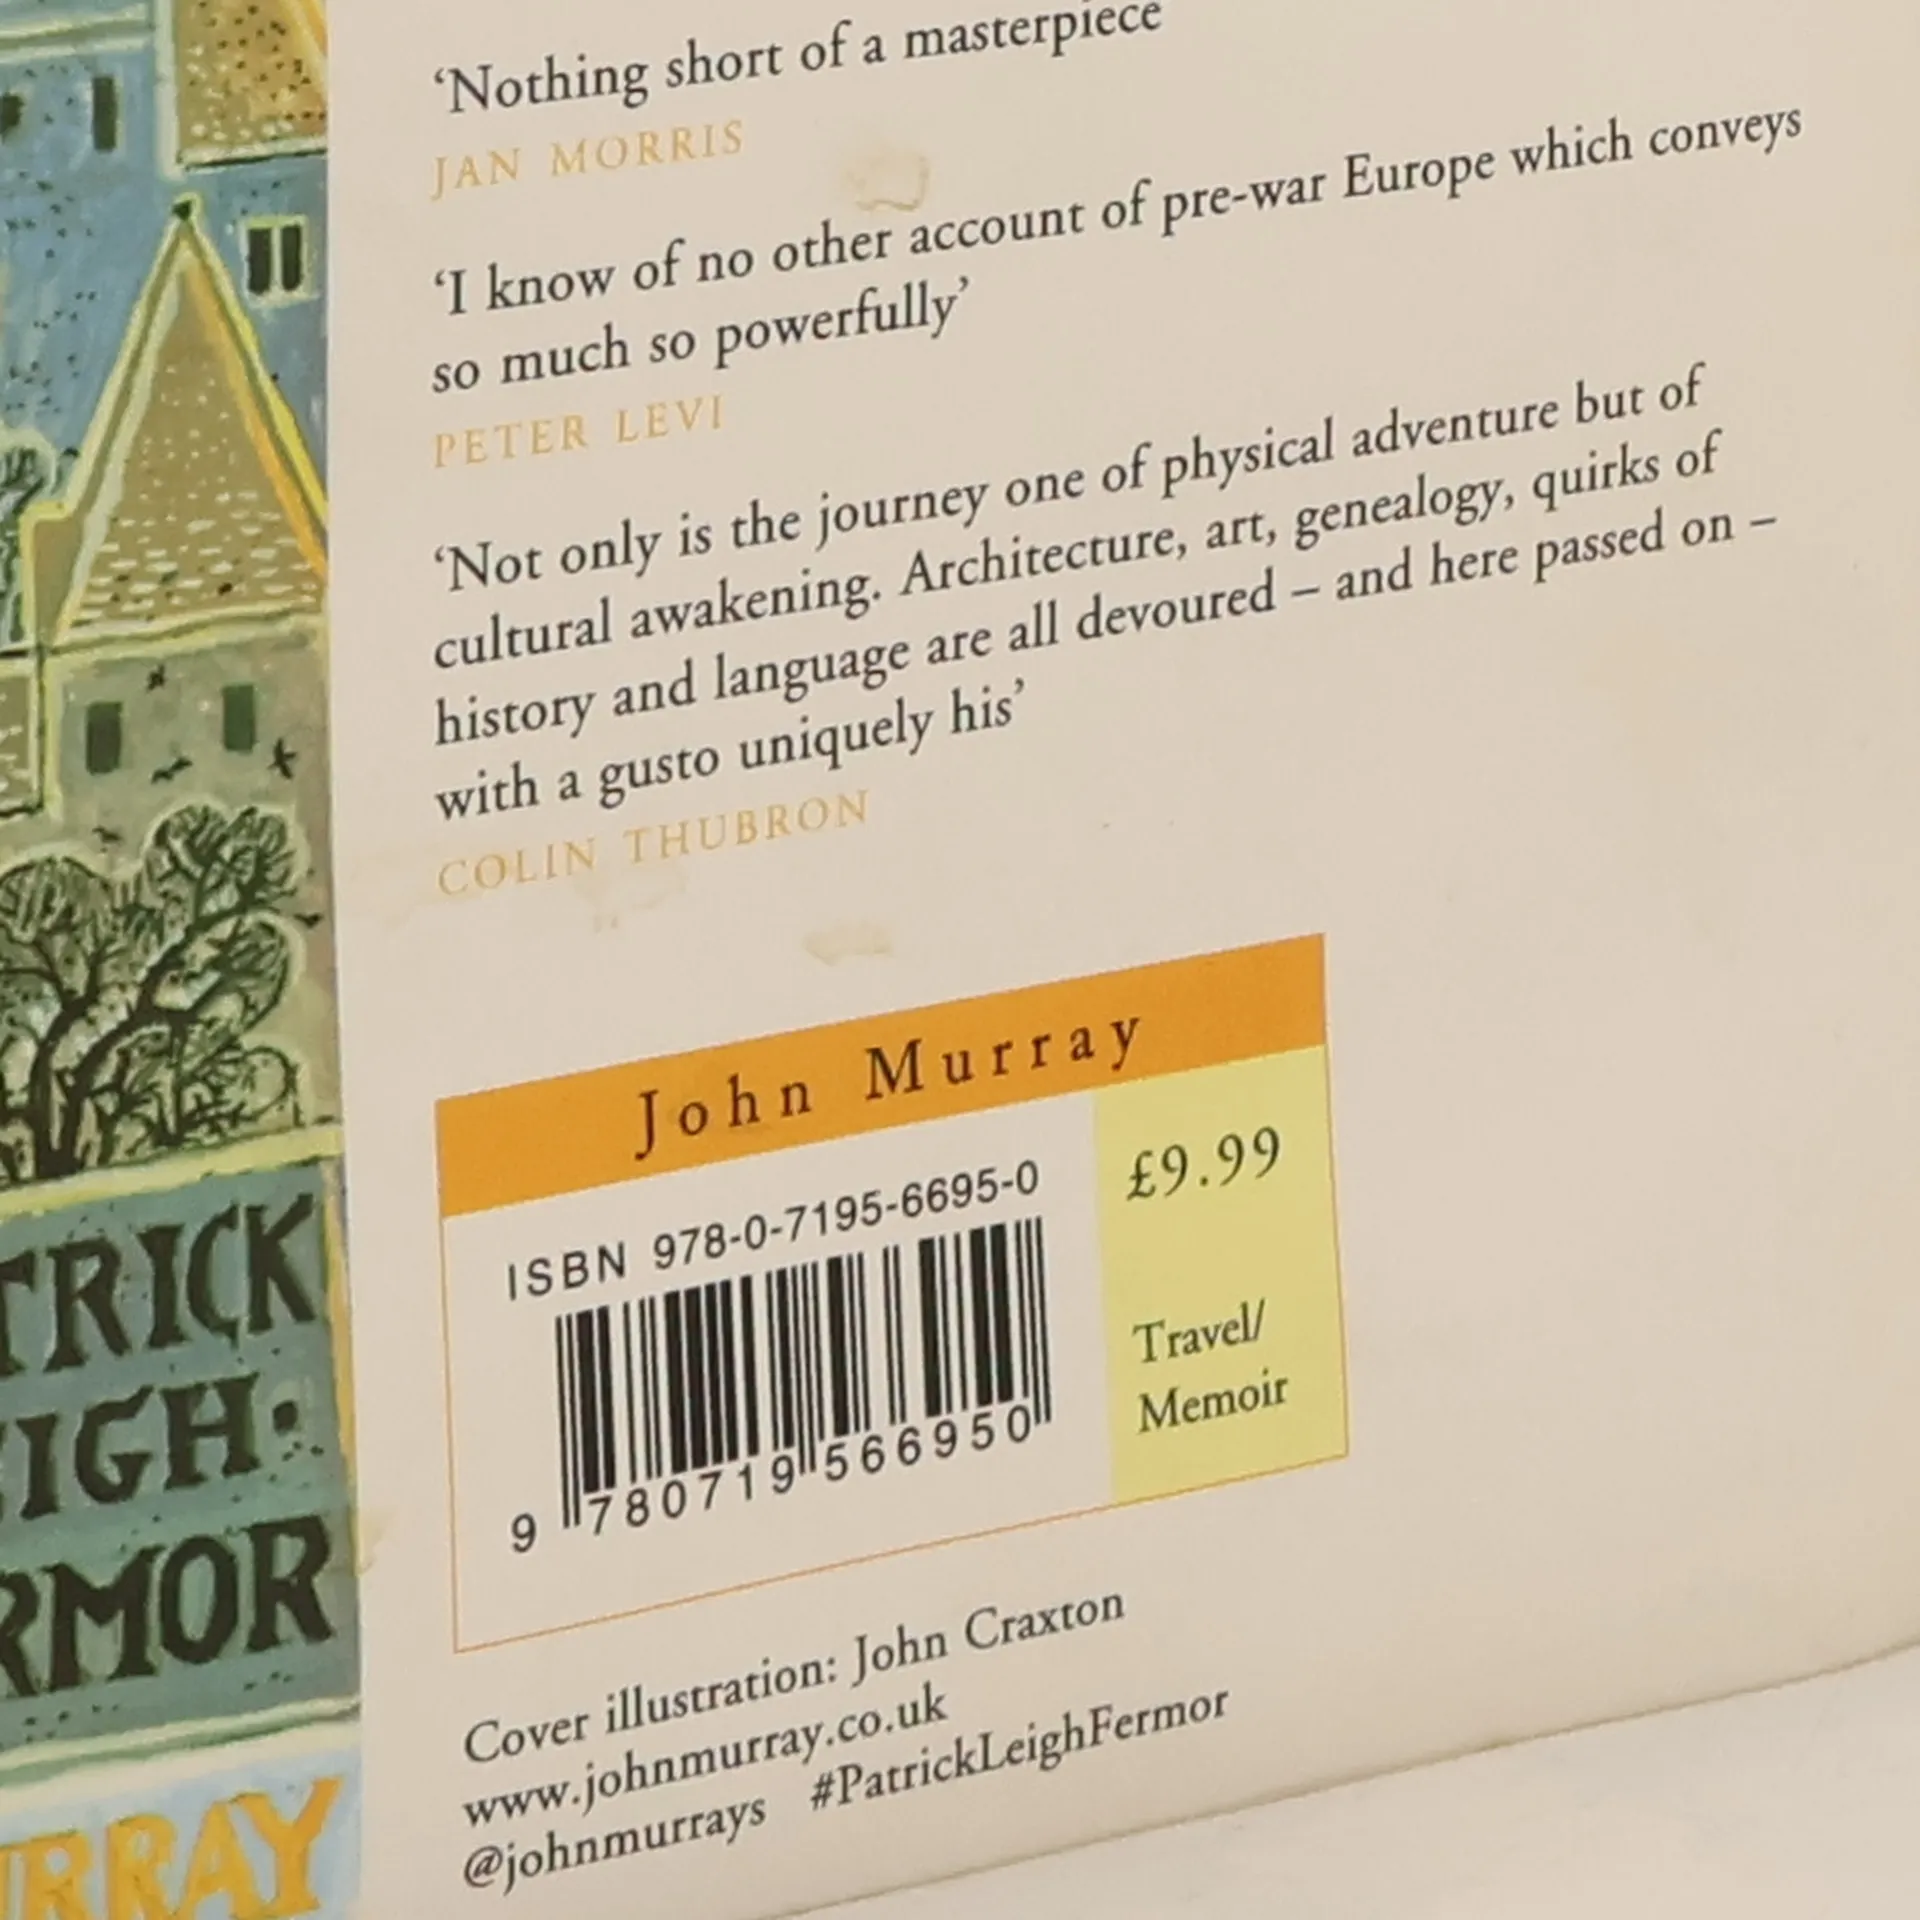 ‘Nothing short of a masterpiece
JAN MORRIS
‘I know of no other account of pre-war Europe which conveys
so much so powerfully’
PETER LEVI
‘Not only is the journey one of physical adventure but of
cultural awakening. Architecture, art, genealogy, quirks of
history and language are all devoured – and here passed on –
with a gusto uniquely his’
COLIN THUBRON
John Murray
ISBN 978-0-7195-6695-0
9 780719 566950
£9.99
Travel/
Memoir
Cover illustration: John Craxton
www.johnmurray.co.uk
@johnmurrays #PatrickLeighFermor
TRICK
EIGH·
RMOR
URRAY